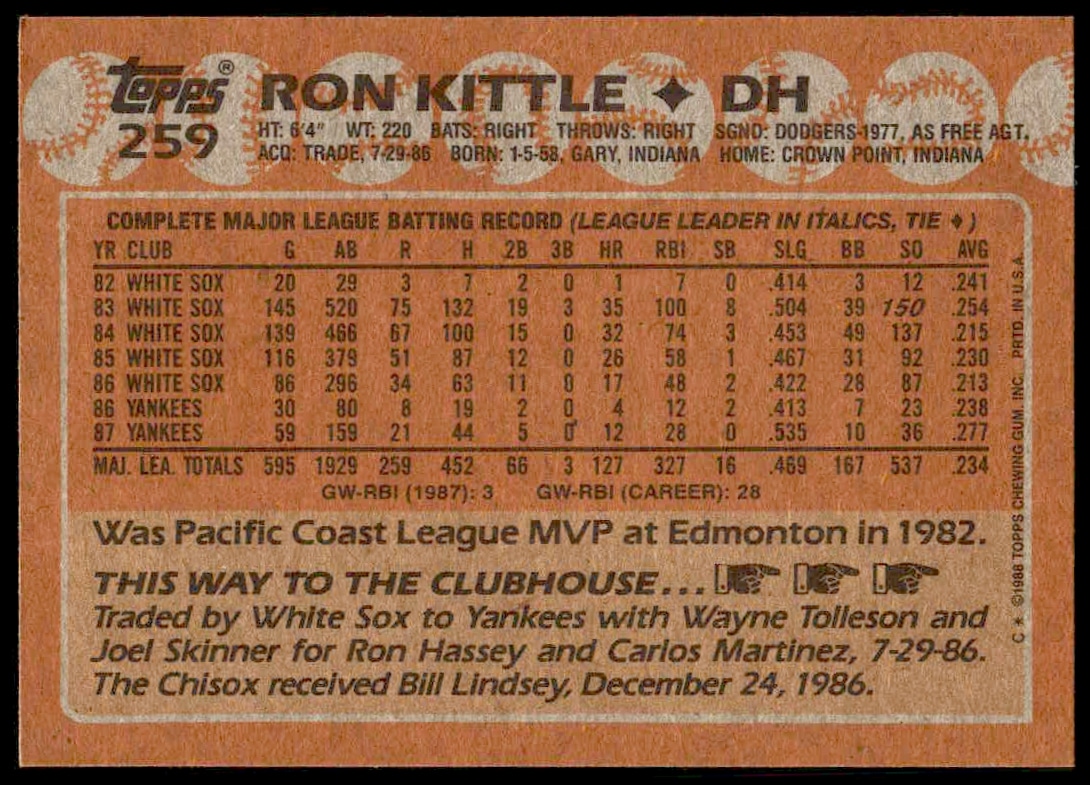 topps® RON KITTLE ✦ DH
259 HT: 6'4" WT: 220 BATS: RIGHT THROWS: RIGHT SGND: DODGERS-1977, AS FREE AGT.
ACQ: TRADE, 7-29-86 BORN: 1-5-58, GARY, INDIANA HOME: CROWN POINT, INDIANA
COMPLETE MAJOR LEAGUE BATTING RECORD (LEAGUE LEADER IN ITALICS, TIE ✦)
YR CLUB G AB R H 2B 3B HR RBI SB SLG BB SO AVG
82 WHITE SOX 20 29 3 7 2 0 1 7 0 .414 3 12 .241
83 WHITE SOX 145 520 75 132 19 3 35 100 8 .504 39 150 .254
84 WHITE SOX 139 466 67 100 15 0 32 74 3 .453 49 137 .215
85 WHITE SOX 116 379 51 87 12 0 26 58 1 .467 31 92 .230
86 WHITE SOX 86 296 34 63 11 0 17 48 2 .422 28 87 .213
86 YANKEES 30 80 8 19 2 0 4 12 2 .413 7 23 .238
87 YANKEES 59 159 21 44 5 0 12 28 0 .535 10 36 .277
MAJ. LEA. TOTALS 595 1929 259 452 66 3 127 327 16 .469 167 537 .234
GW-RBI (1987): 3 GW-RBI (CAREER): 28
Was Pacific Coast League MVP at Edmonton in 1982.
THIS WAY TO THE CLUBHOUSE...
Traded by White Sox to Yankees with Wayne Tolleson and
Joel Skinner for Ron Hassey and Carlos Martinez, 7-29-86.
The Chisox received Bill Lindsey, December 24, 1986.
C * ©1988 TOPPS CHEWING GUM, INC. PRTD. IN U.S.A.